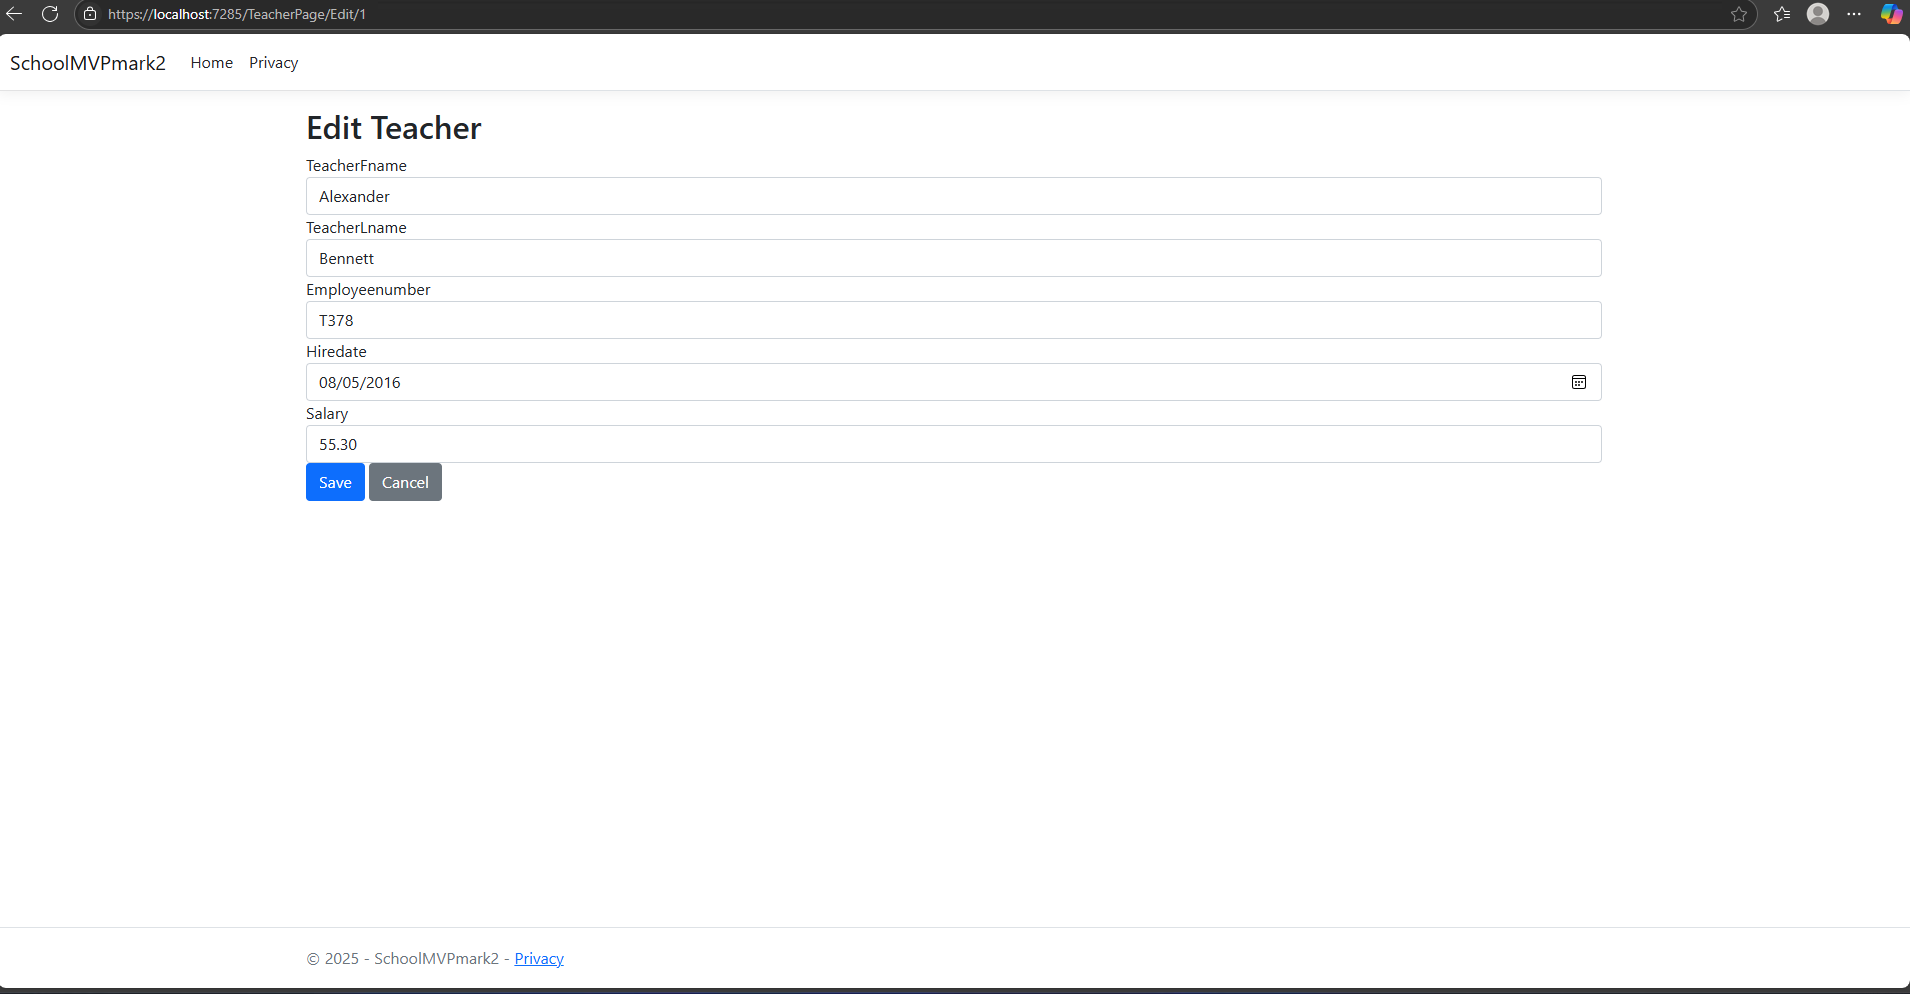 https://localhost:7285/TeacherPage/Edit/1
SchoolMVPmark2 Home Privacy
Edit Teacher
TeacherFname
Alexander
TeacherLname
Bennett
Employeenumber
T378
Hiredate
08/05/2016
Salary
55.30
Save Cancel
© 2025 - SchoolMVPmark2 - Privacy